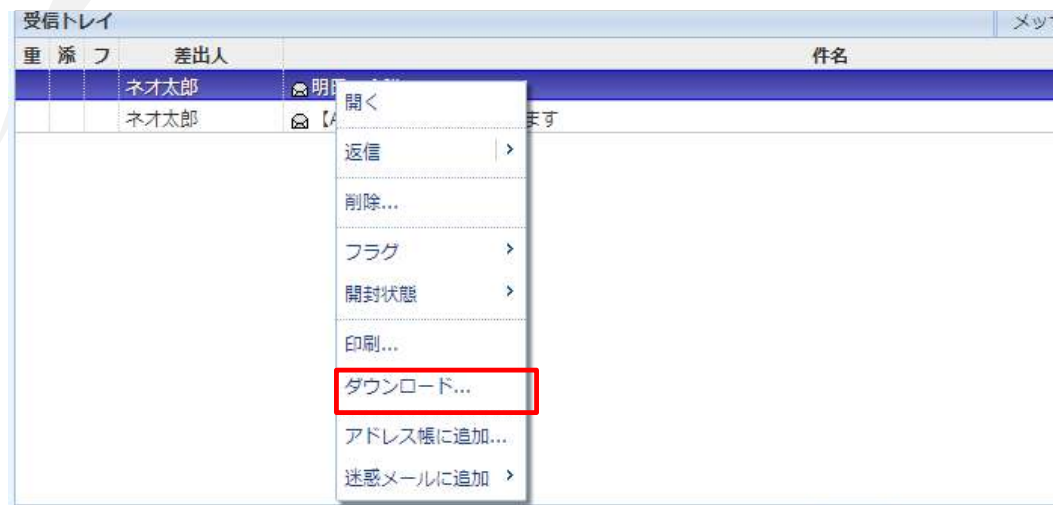 受信トレイ
メッ
重 添 フ 差出人 件名
ネオ太郎
ネオ太郎 【A ます
開く
返信
削除...
フラグ
開封状態
印刷...
ダウンロード...
アドレス帳に追加...
迷惑メールに追加